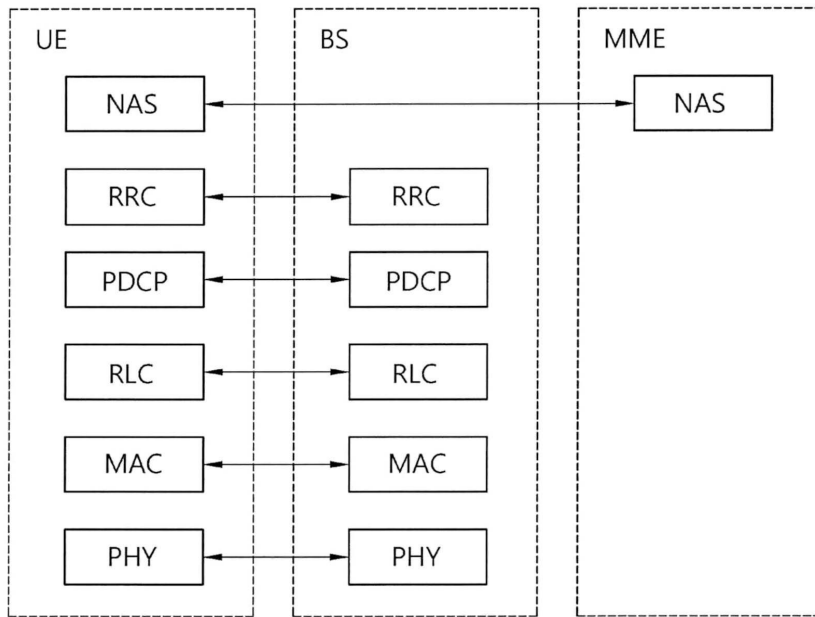 UE BS MME
NAS NAS
RRC RRC
PDCP PDCP
RLC RLC
MAC MAC
PHY PHY